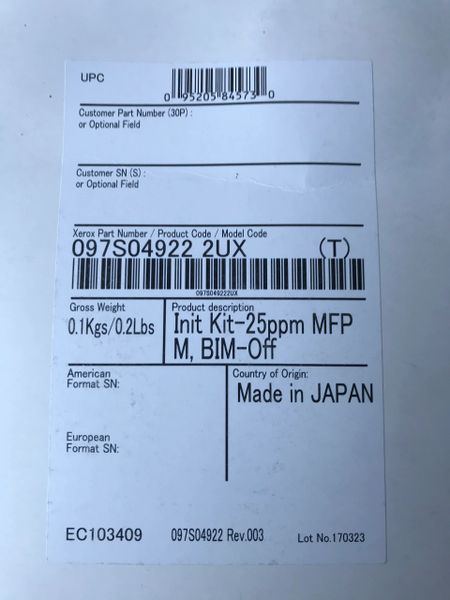 UPC
0 95205 84573 0
Customer Part Number (30P) :
or Optional Field
Customer SN (S) :
or Optional Field
Xerox Part Number / Product Code / Model Code
097S04922 2UX (T)
097S049222UX
Gross Weight
0.1Kgs/0.2Lbs
Product description
Init Kit-25ppm MFP
M, BIM-Off
American
Format SN:
Country of Origin:
Made in JAPAN
European
Format SN:
EC103409 097S04922 Rev.003 Lot No.170323